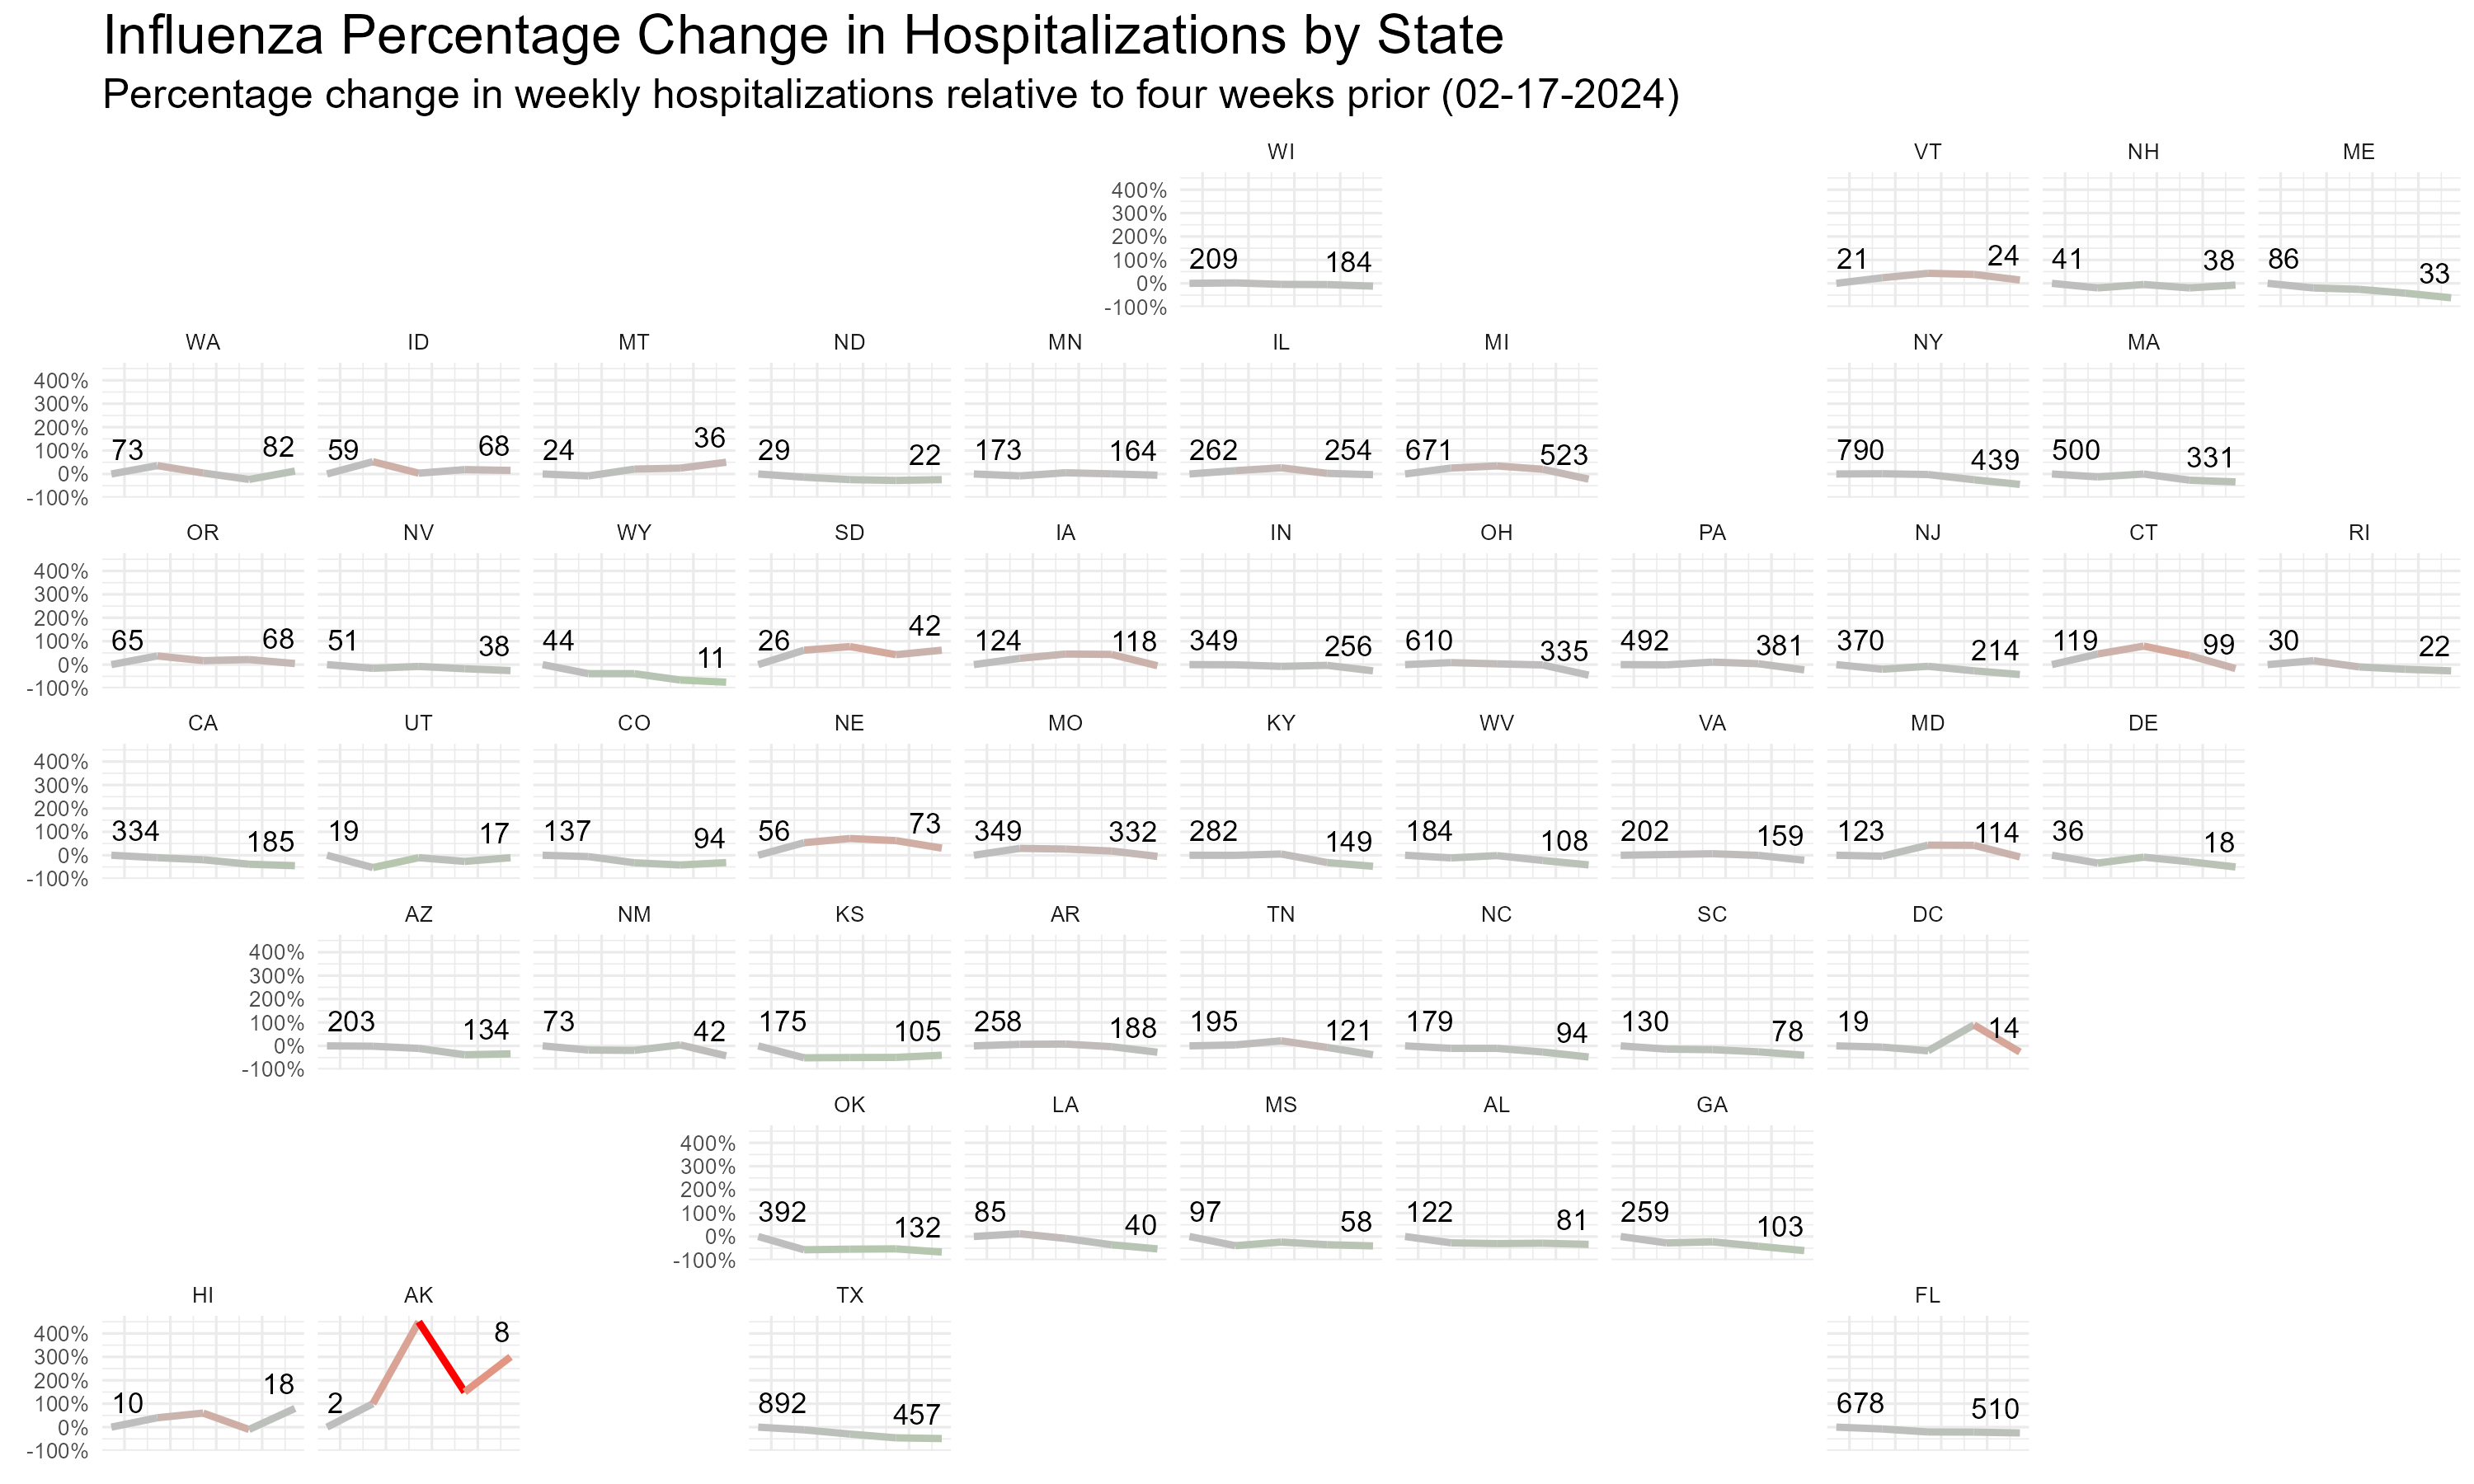 Influenza Percentage Change in Hospitalizations by State
Percentage change in weekly hospitalizations relative to four weeks prior (02-17-2024)
WI VT NH ME
400%
300%
200%
100% 209 184 21 24 41 38 86 33
0%
-100%
WA ID MT ND MN IL MI NY MA
400%
300%
200%
100% 73 82 59 68 24 36 29 22 173 164 262 254 671 523 790 439 500 331
0%
-100%
OR NV WY SD IA IN OH PA NJ CT RI
400%
300%
200%
100% 65 68 51 38 44 11 26 42 124 118 349 256 610 335 492 381 370 214 119 99 30 22
0%
-100%
CA UT CO NE MO KY WV VA MD DE
400%
300%
200%
100% 334 185 19 17 137 94 56 73 349 332 282 149 184 108 202 159 123 114 36 18
0%
-100%
AZ NM KS AR TN NC SC DC
400%
300%
200%
100% 203 134 73 42 175 105 258 188 195 121 179 94 130 78 19 14
0%
-100%
OK LA MS AL GA
400%
300%
200%
100% 392 132 85 40 97 58 122 81 259 103
0%
-100%
HI AK TX FL
400% 8
300%
200% 18
100% 10 2 892 457 678 510
0%
-100%